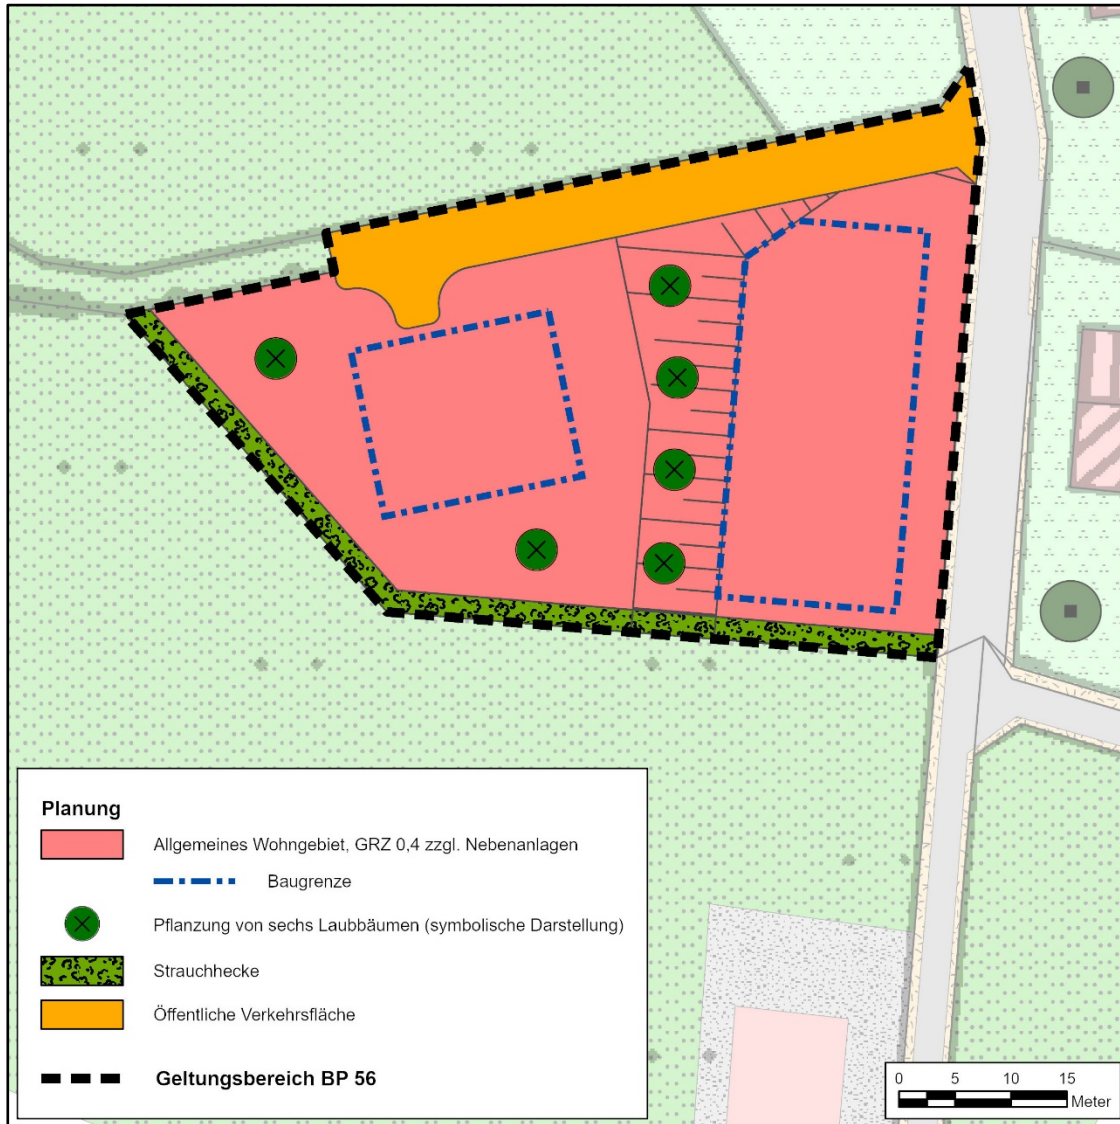 Planung
Allgemeines Wohngebiet, GRZ 0,4 zzgl. Nebenanlagen
Baugrenze
Pflanzung von sechs Laubbäumen (symbolische Darstellung)
Strauchhecke
Öffentliche Verkehrsfläche
Geltungsbereich BP 56
0 5 10 15
Meter